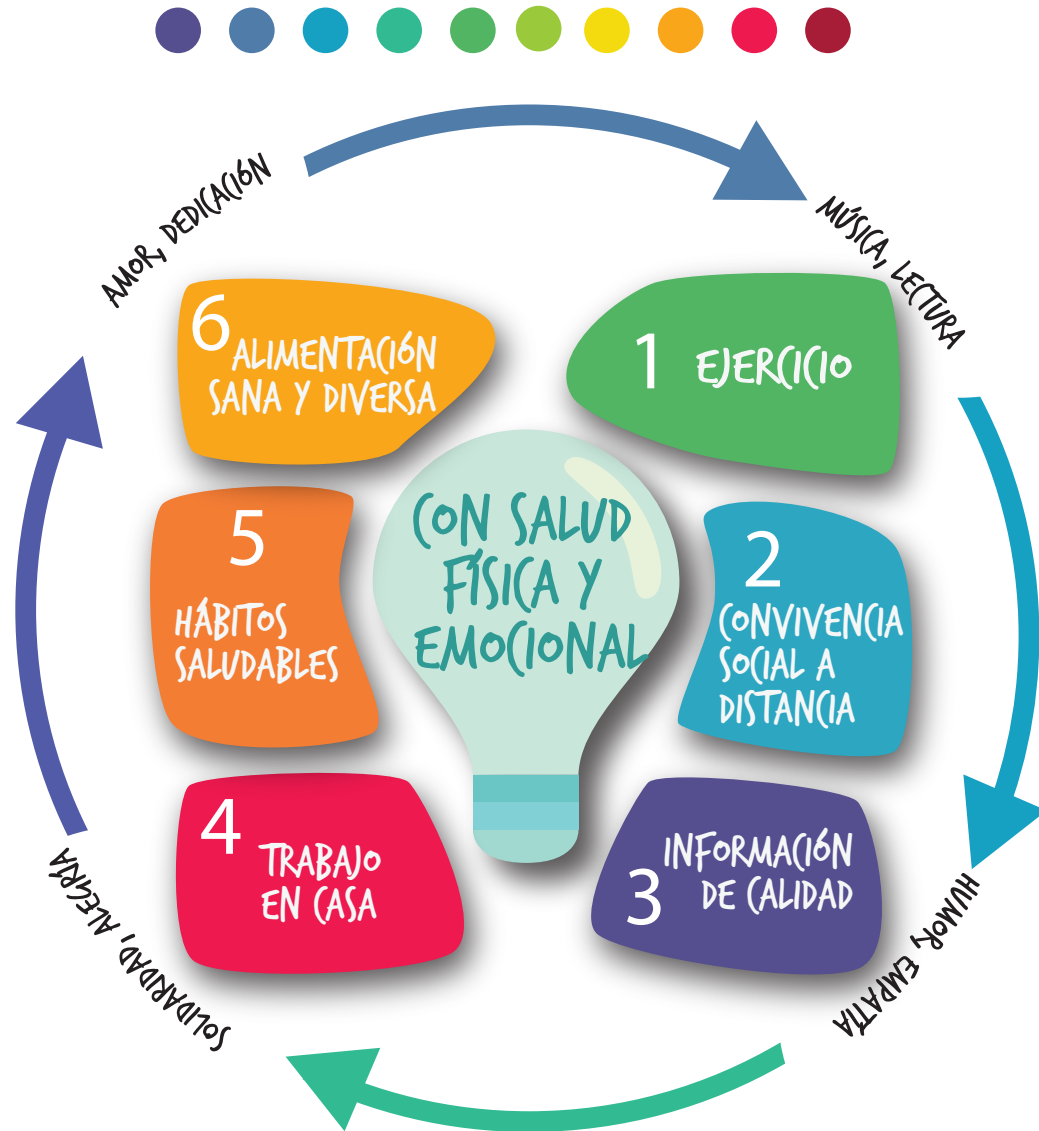 AMOR, DEDICACIÓN
MÚSICA, LECTURA
6
ALIMENTACIÓN
SANA Y DIVERSA
1 EJERCICIO
CON SALUD
FÍSICA Y
EMOCIONAL
5
HÁBITOS
SALUDABLES
2
CONVIVENCIA
SOCIAL A
DISTANCIA
4
TRABAJO
EN CASA
3
INFORMACIÓN
DE CALIDAD
SOLIDARIDAD, ALEGRÍA
HUMOR, EMPATÍA